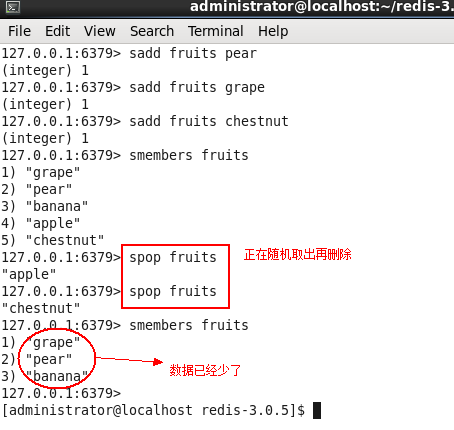 administrator@localhost:~/redis-3.0.
File Edit View Search Terminal Help
127.0.0.1:6379> sadd fruits pear
(integer) 1
127.0.0.1:6379> sadd fruits grape
(integer) 1
127.0.0.1:6379> sadd fruits chestnut
(integer) 1
127.0.0.1:6379> smembers fruits
1) "grape"
2) "pear"
3) "banana"
4) "apple"
5) "chestnut"
127.0.0.1:6379> spop fruits 正在随机取出再删除
"apple"
127.0.0.1:6379> spop fruits
"chestnut"
127.0.0.1:6379> smembers fruits
1) "grape"
2) "pear"
数据已经少了
3) "banana"
127.0.0.1:6379>
[administrator@localhost redis-3.0.5]$